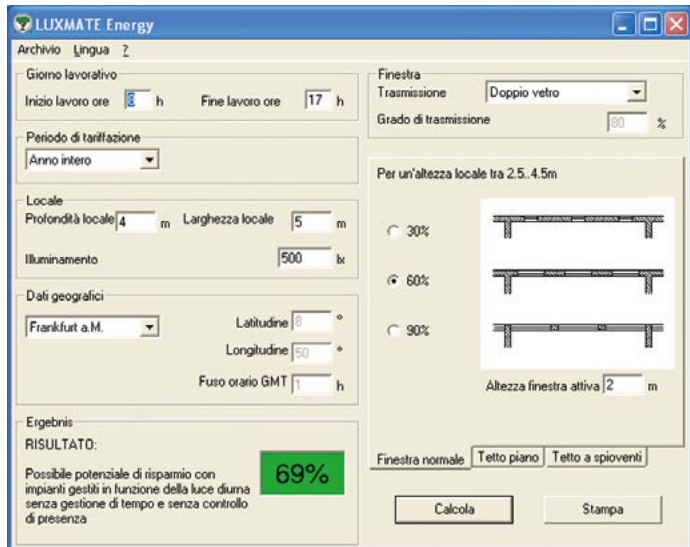 LUXMATE Energy
Archivio Lingua ?
Giorno lavorativo
Inizio lavoro ore 8 h Fine lavoro ore 17 h
Periodo di tariffazione
Anno intero
Locale
Profondità locale 4 m Larghezza locale 5 m
Illuminamento 500 lx
Dati geografici
Frankfurt a.M.
Latitudine 8 °
Longitudine 50 °
Fuso orario GMT 1 h
Ergebnis
RISULTATO:
Possibile potenziale di risparmio con
impianti gestiti in funzione della luce diurna
senza gestione di tempo e senza controllo
di presenza
69%
Finestra
Trasmissione Doppio vetro
Grado di trasmissione 80 %
Per un'altezza locale tra 2.5..4.5m
30%
60%
90%
Altezza finestra attiva 2 m
Finestra normale Tetto piano Tetto a spioventi
Calcola Stampa